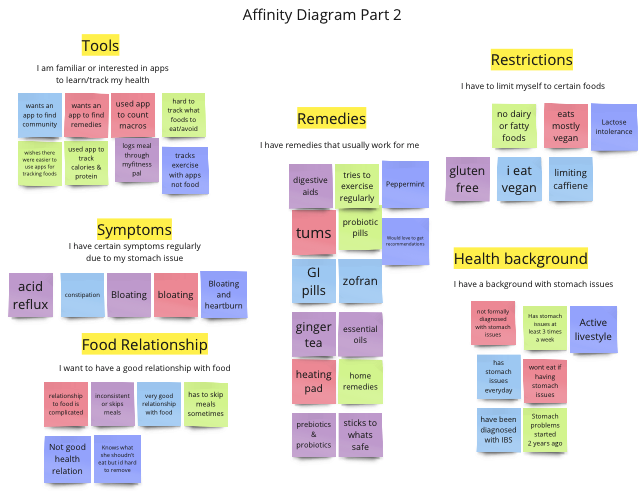 Affinity Diagram Part 2
Tools
I am familiar or interested in apps
to learn/track my health
wants an
app to find
community
wants an
app to find
remedies
used app
to count
macros
hard to
track what
foods to
eat/avoid
wishes there
were easier to
use apps for
tracking foods
used app to
track
calories &
protein
logs meal
through
myfitness
pal
tracks
exercise
with apps
not food
Symptoms
I have certain symptoms regularly
due to my stomach issue
acid
reflux
constipation
Bloating
bloating
Bloating
and
heartburn
Food Relationship
I want to have a good relationship with food
relationship
to food is
complicated
inconsistent
or skips
meals
very good
relationship
with food
has to skip
meals
sometimes
Not good
health
relation
Knows what
she shoudn't
eat but id hard
to remove
Remedies
I have remedies that usually work for me
digestive
aids
tries to
exercise
regularly
Peppermint
tums
probiotic
pills
Would love to get
recommendations
GI
pills
zofran
ginger
tea
essential
oils
heating
pad
home
remedies
prebiotics
&
probiotics
sticks to
whats
safe
Restrictions
I have to limit myself to certain foods
no dairy
or fatty
foods
eats
mostly
vegan
Lactose
intolerance
gluten
free
i eat
vegan
limiting
caffiene
Health background
I have a background with stomach issues
not formally
diagnosed
with stomach
issues
Has stomach
issues at
least 3 times
a week
Active
livestyle
has
stomach
issues
everyday
wont eat if
having
stomach
issues
have been
diagnosed
with IBS
Stomach
problems
started
2 years ago